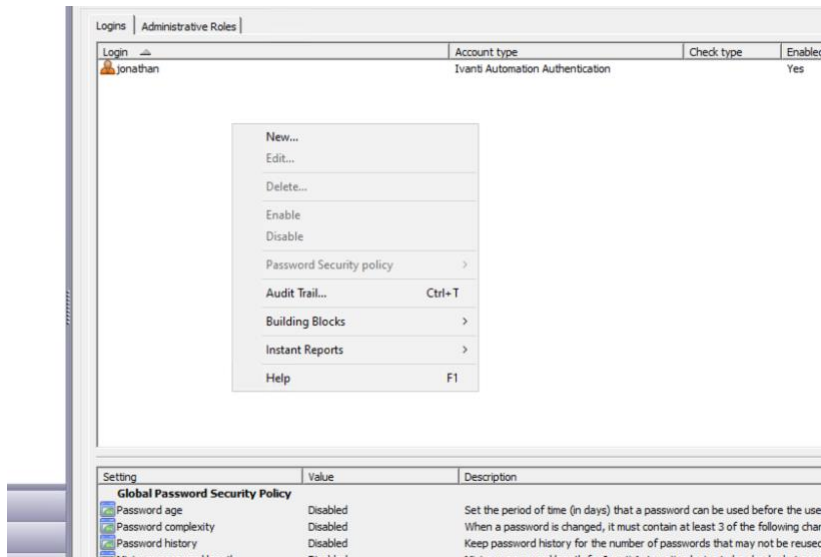 Logins Administrative Roles
Login Account type Check type Enabled
jonathan Ivanti Automation Authentication Yes
New...
Edit...
Delete...
Enable
Disable
Password Security policy >
Audit Trail... Ctrl+T
Building Blocks >
Instant Reports >
Help F1
Setting Value Description
Global Password Security Policy
Password age Disabled Set the period of time (in days) that a password can be used before the use
Password complexity Disabled When a password is changed, it must contain at least 3 of the following char
Password history Disabled Keep password history for the number of passwords that may not be reused